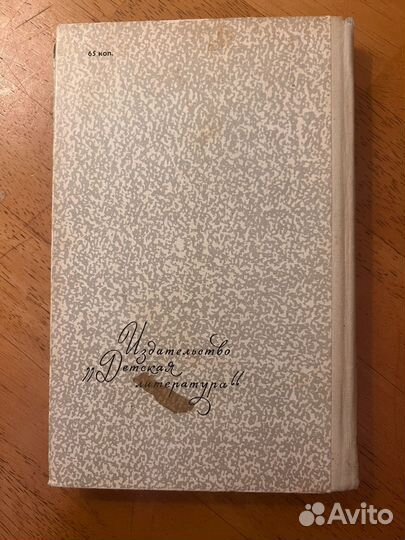 65 коп.
Издательство
„Детская
литература“
Avito